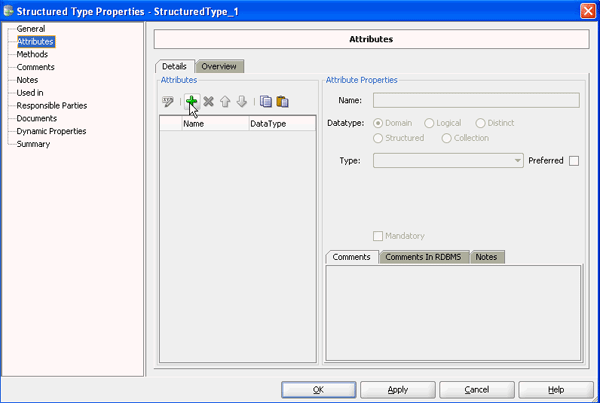 Structured Type Properties - StructuredType_1
General
Attributes
Methods
Comments
Notes
Used in
Responsible Parties
Documents
Dynamic Properties
Summary
Attributes
Details Overview
Attributes
Name DataType
Attribute Properties
Name:
Datatype: Domain Logical Distinct
Structured Collection
Type: Preferred
Mandatory
Comments Comments In RDBMS Notes
OK Apply Cancel Help